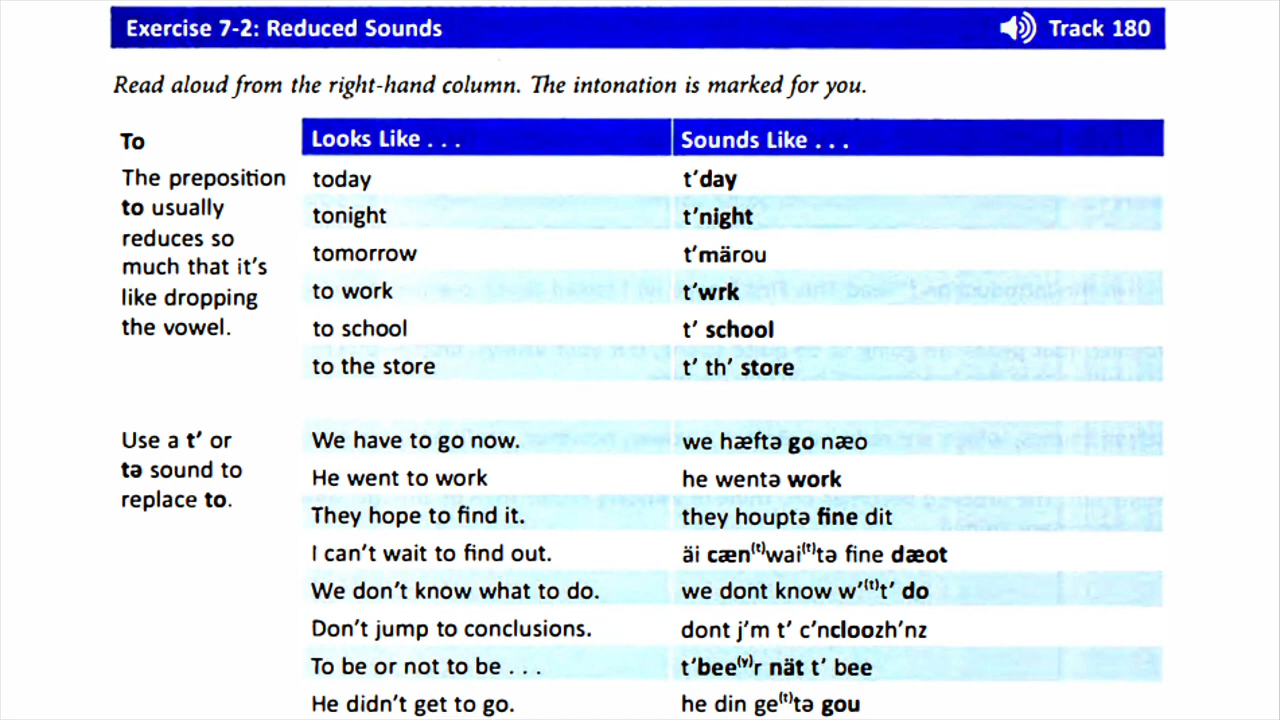 Exercise 7-2: Reduced Sounds Track 180
Read aloud from the right-hand column. The intonation is marked for you.
To
The preposition
to usually
reduces so
much that it's
like dropping
the vowel.
Looks Like . . . Sounds Like . . .
today t'day
tonight t'night
tomorrow t'märou
to work t'wrk
to school t' school
to the store t' th' store
Use a t' or
tə sound to
replace to.
We have to go now. we hæftə go næo
He went to work he wentə work
They hope to find it. they houptə fine dit
I can't wait to find out. äi cæn(t)wai(t)tə fine dæot
We don't know what to do. we dont know w'(t)t' do
Don't jump to conclusions. dont j'm t' c'ncloozh'nz
To be or not to be . . . t'bee(y)r nät t' bee
He didn't get to go. he din ge(t)tə gou